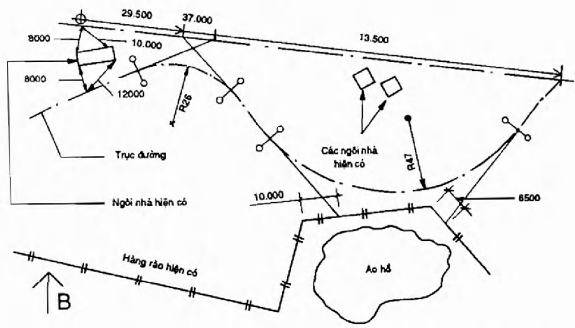 29.500
37.000
13.500
8000
10.000
8000
12000
R26
Các ngôi nhà
hiện có
R47
Trục đường
10.000
6500
Ngôi nhà hiện có
Hàng rào hiện có
Ao hồ
B